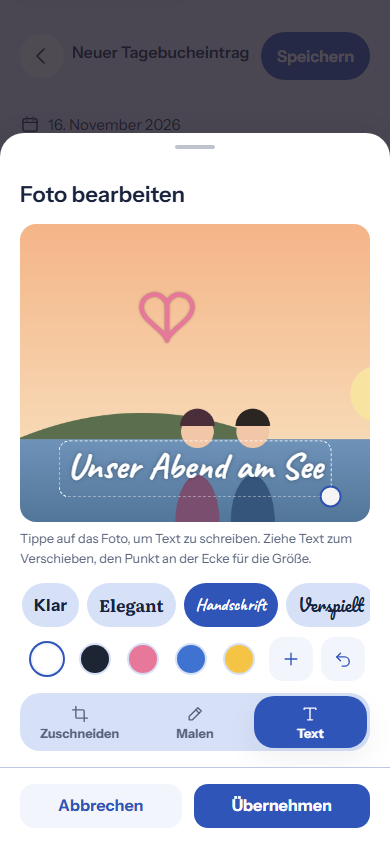 Neuer Tagebucheintrag
Speichern
16. November 2026
Foto bearbeiten
Unser Abend am See
Tippe auf das Foto, um Text zu schreiben. Ziehe Text zum
Verschieben, den Punkt an der Ecke für die Größe.
Klar
Elegant
Handschrift
Verspielt
Zuschneiden
Malen
Text
Abbrechen
Übernehmen